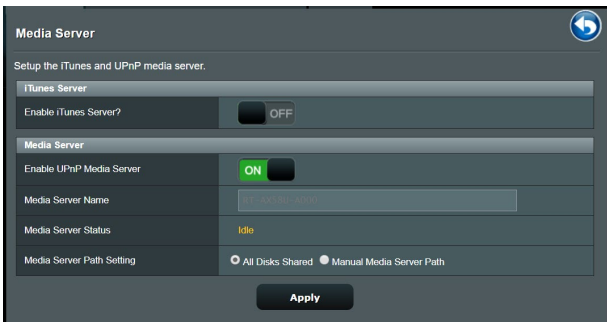 Media Server
Setup the iTunes and UPnP media server.
iTunes Server
Enable iTunes Server?
OFF
Media Server
Enable UPnP Media Server
ON
Media Server Name
Media Server Status
Idle
Media Server Path Setting
All Disks Shared Manual Media Server Path
Apply